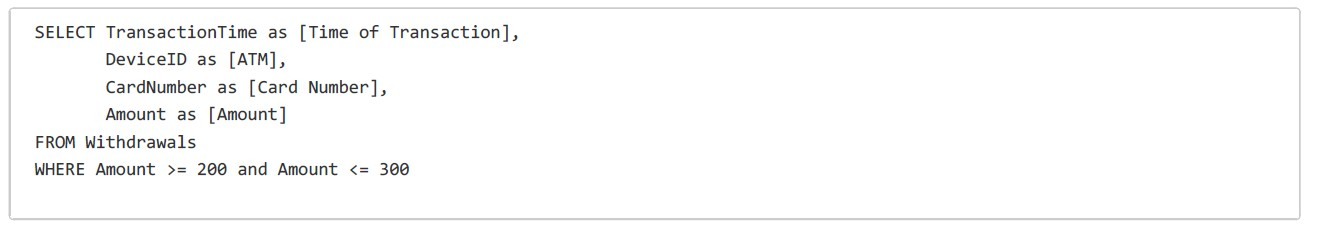 SELECT TransactionTime as [Time of Transaction],
DeviceID as [ATM],
CardNumber as [Card Number],
Amount as [Amount]
FROM Withdrawals
WHERE Amount >= 200 and Amount <= 300